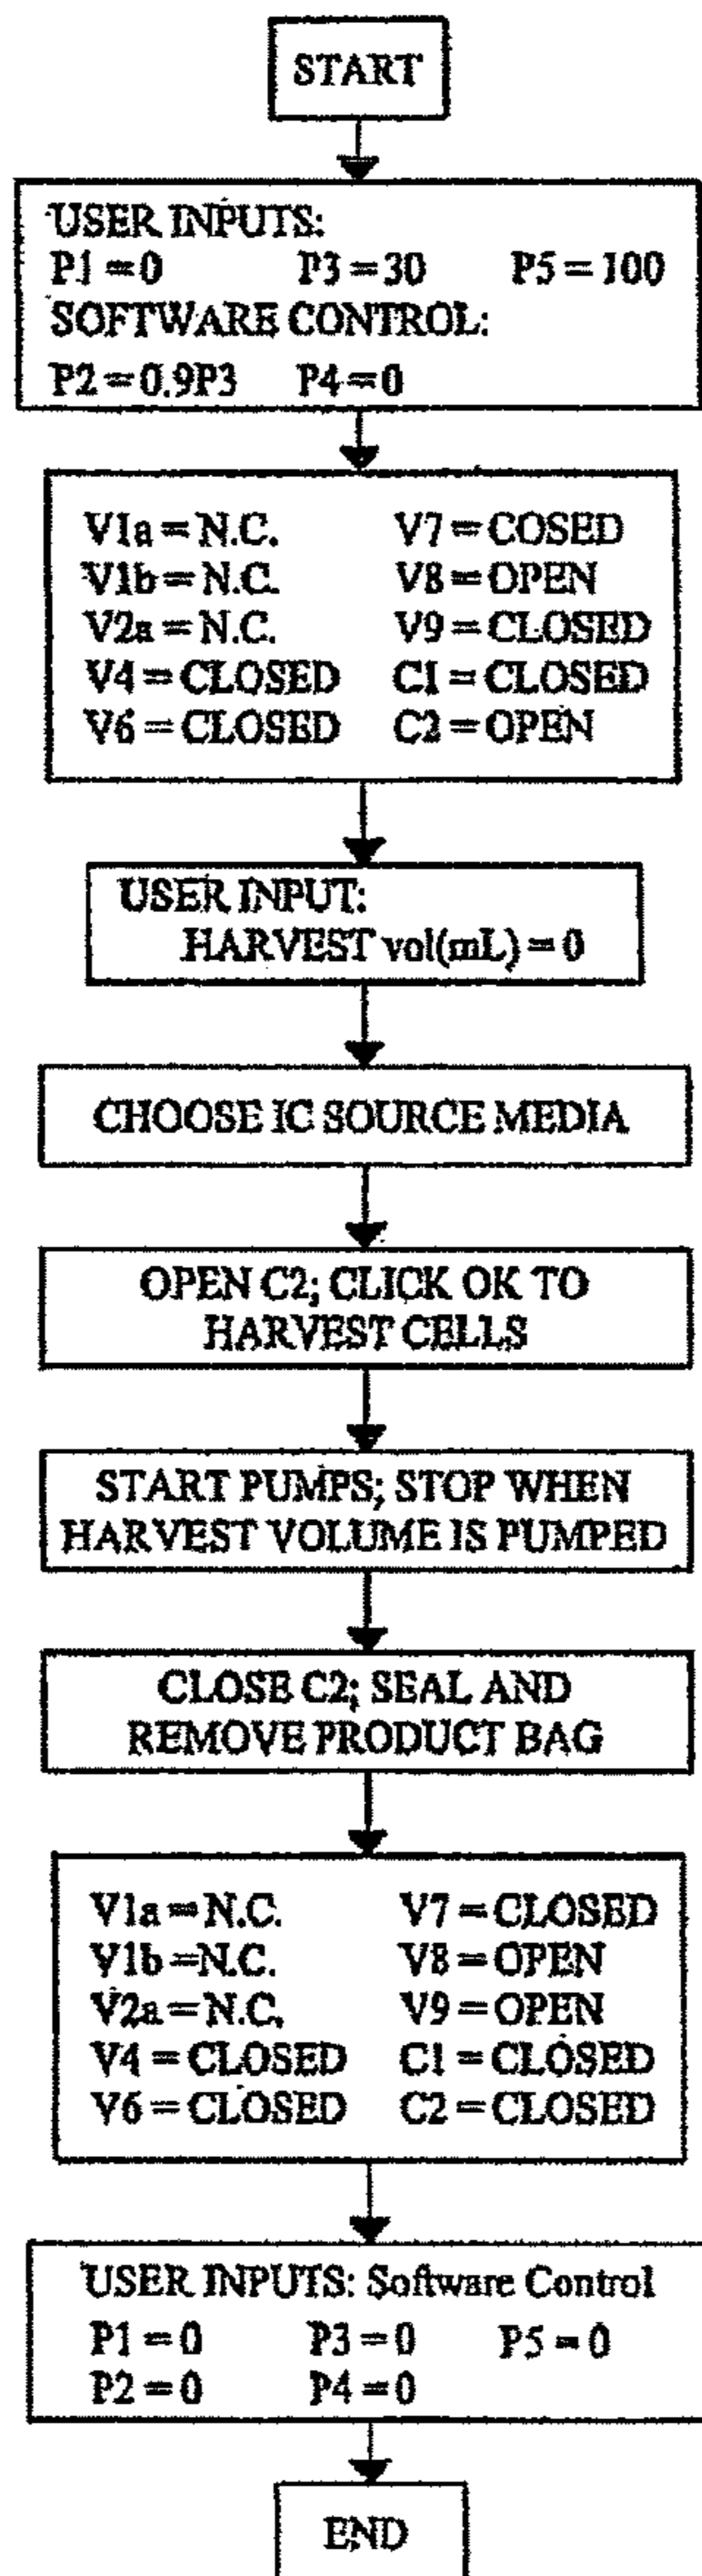 START
USER INPUTS:
P1 = 0 P3 = 30 P5 = 100
SOFTWARE CONTROL:
P2 = 0.9P3 P4 = 0
V1a = N.C. V7 = COSED
V1b = N.C. V8 = OPEN
V2a = N.C. V9 = CLOSED
V4 = CLOSED C1 = CLOSED
V6 = CLOSED C2 = OPEN
USER INPUT:
HARVEST vol(mL) = 0
CHOOSE IC SOURCE MEDIA
OPEN C2; CLICK OK TO
HARVEST CELLS
START PUMPS; STOP WHEN
HARVEST VOLUME IS PUMPED
CLOSE C2; SEAL AND
REMOVE PRODUCT BAG
V1a = N.C. V7 = CLOSED
V1b =N.C. V8 = OPEN
V2a = N.C. V9 = OPEN
V4 = CLOSED C1 = CLOSED
V6 = CLOSED C2 = CLOSED
USER INPUTS: Software Control
P1 = 0 P3 = 0 P5 = 0
P2 = 0 P4 = 0
END